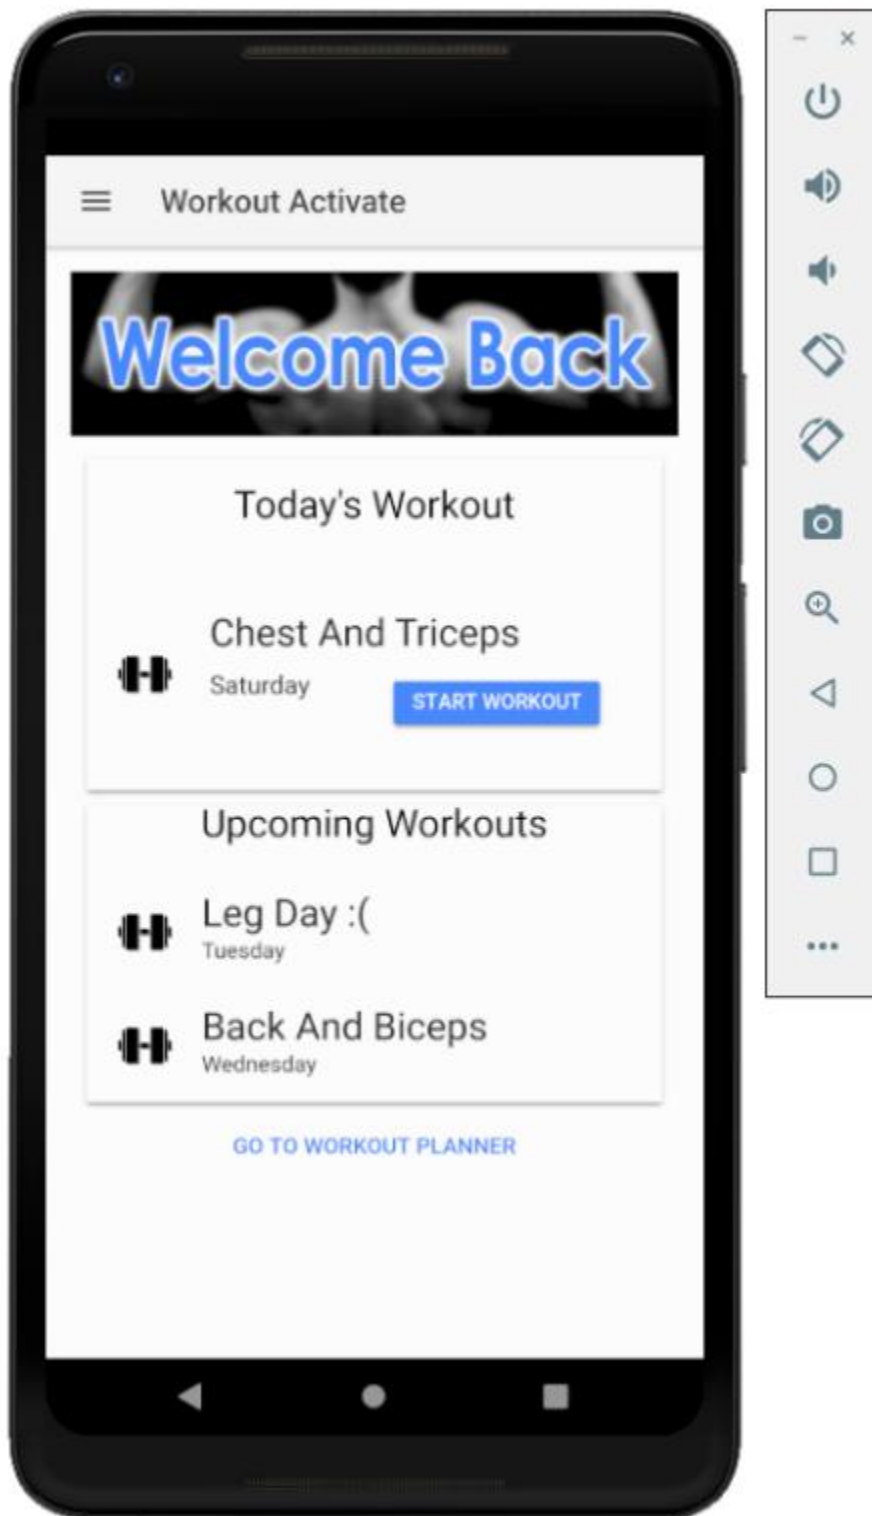 Workout Activate
Welcome Back
Today's Workout
Chest And Triceps
Saturday
START WORKOUT
Upcoming Workouts
Leg Day :(
Tuesday
Back And Biceps
Wednesday
GO TO WORKOUT PLANNER